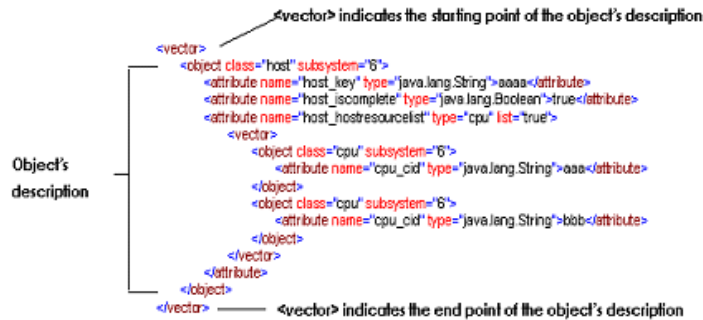 <vector> indicates the starting point of the object's description
<vector>
<object class="host" subsystem="6">
<attribute name="host_key" type="java.lang.String">aaaa</attribute>
<attribute name="host_iscomplete" type="java.lang.Boolean">true</attribute>
<attribute name="host_hostresourcelist" type="cpu" list="true">
<vector>
<object class="cpu" subsystem="6">
<attribute name="cpu_cid" type="java.lang.String">aaa</attribute>
</object>
<object class="cpu" subsystem="6">
<attribute name="cpu_cid" type="java.lang.String">bbb</attribute>
</object>
</vector>
</attribute>
</object>
</vector>
Object's
description
<vector> indicates the end point of the object's description